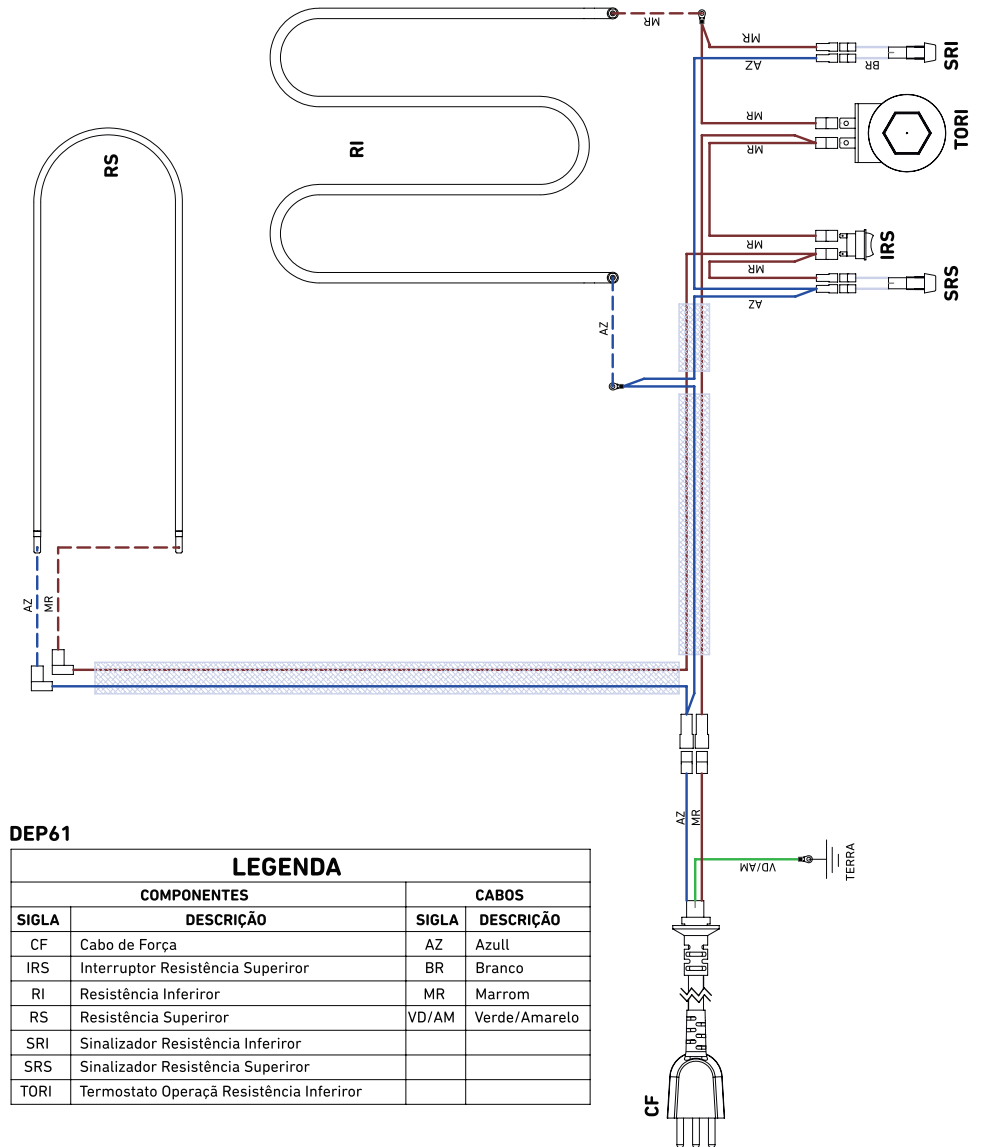 MR
MR
AZ
BR
SRI
MR
MR
TORI
RI
RS
MR
IRS
MR
AZ
SRS
AZ
AZ
MR
AZ
MR
VD/AM
TERRA
CF
DEP61
LEGENDA
COMPONENTES CABOS
SIGLA DESCRIÇÃO SIGLA DESCRIÇÃO
CF Cabo de Força AZ Azull
IRS Interruptor Resistência Superiror BR Branco
RI Resistência Inferiror MR Marrom
RS Resistência Superiror VD/AM Verde/Amarelo
SRI Sinalizador Resistência Inferiror
SRS Sinalizador Resistência Superiror
TORI Termostato Operaçã Resistência Inferiror